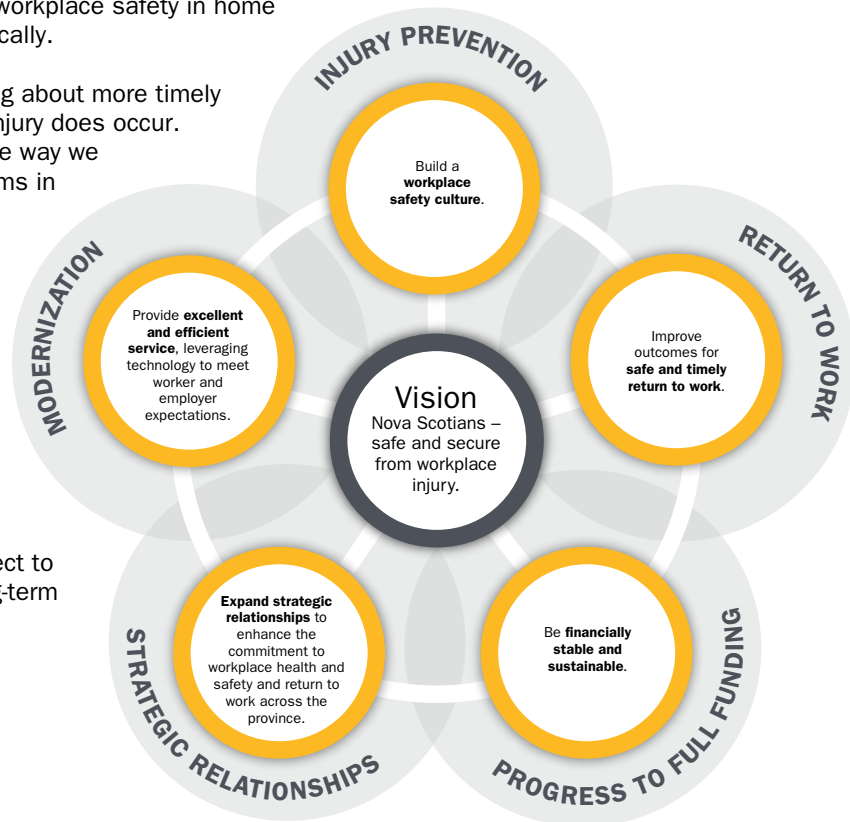 workplace safety in home
cally.
g about more timely
njury does occur.
e way we
ms in
ect to
g-term
INJURY PREVENTION
Build a
workplace
safety culture.
RETURN TO WORK
Improve
outcomes for
safe and timely
return to work.
PROGRESS TO FULL FUNDING
Be financially
stable and
sustainable.
STRATEGIC RELATIONSHIPS
Expand strategic
relationships to
enhance the
commitment to
workplace health and
safety and return to
work across the
province.
MODERNIZATION
Provide excellent
and efficient
service, leveraging
technology to meet
worker and
employer
expectations.
Vision
Nova Scotians –
safe and secure
from workplace
injury.